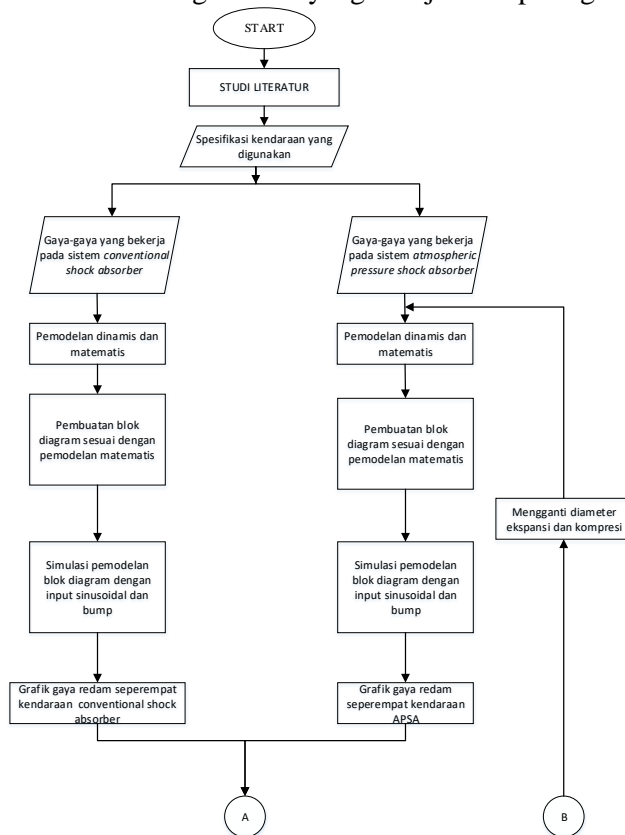 START
STUDI LITERATUR
Spesifikasi kendaraan yang
digunakan
Gaya-gaya yang bekerja
pada sistem conventional
shock absorber
Gaya-gaya yang bekerja
pada sistem atmospheric
pressure shock absorber
Pemodelan dinamis dan
matematis
Pemodelan dinamis dan
matematis
Pembuatan blok
diagram sesuai dengan
pemodelan matematis
Pembuatan blok
diagram sesuai dengan
pemodelan matematis
Mengganti diameter
ekspansi dan kompresi
Simulasi pemodelan
blok diagram dengan
input sinusoidal dan
bump
Simulasi pemodelan
blok diagram dengan
input sinusoidal dan
bump
Grafik gaya redam seperempat
kendaraan conventional shock
absorber
Grafik gaya redam
seperempat kendaraan
APSA
A
B